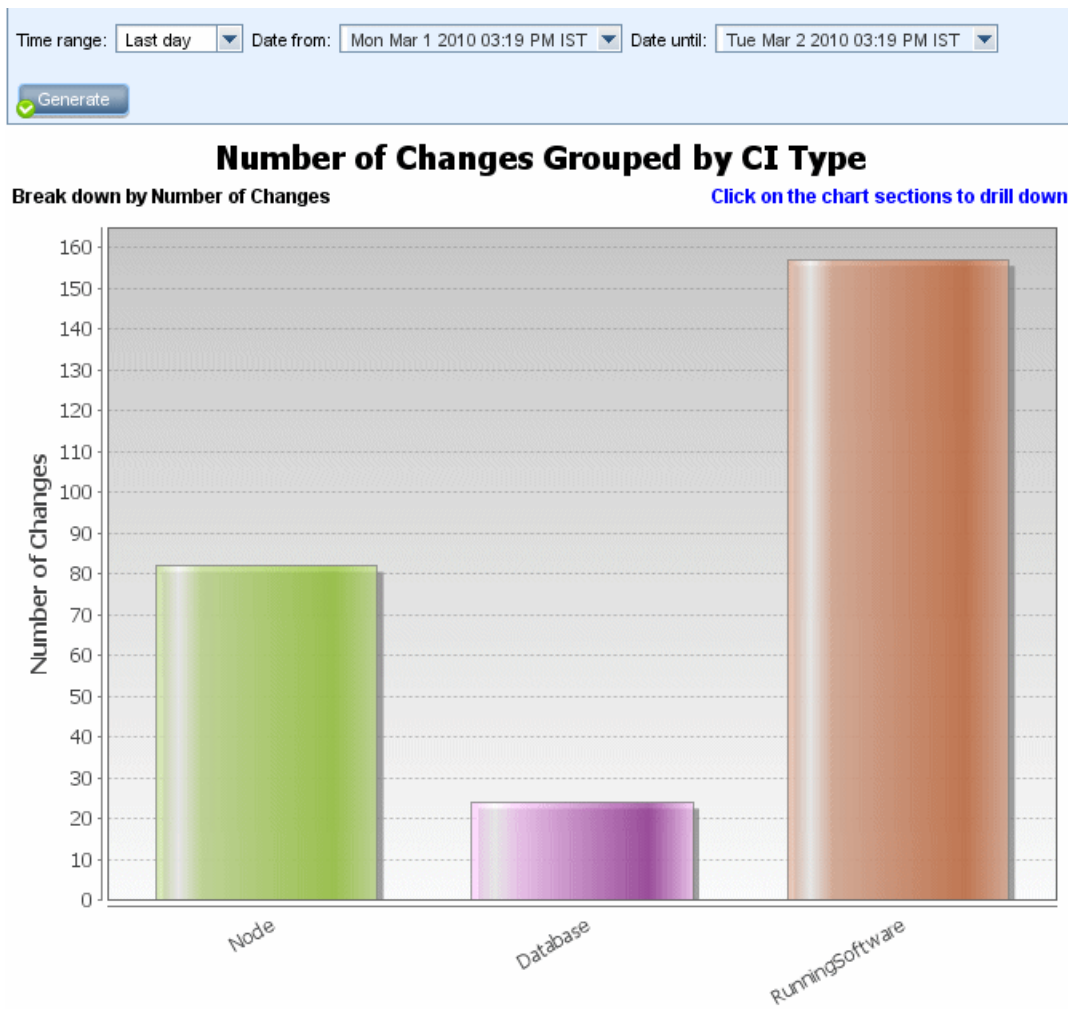 Time range: Last day Date from: Mon Mar 1 2010 03:19 PM IST Date until: Tue Mar 2 2010 03:19 PM IST
Generate
Number of Changes Grouped by CI Type
Break down by Number of Changes Click on the chart sections to drill down
Number of Changes
160
150
140
130
120
110
100
90
80
70
60
50
40
30
20
10
0
Node Database RunningSoftware